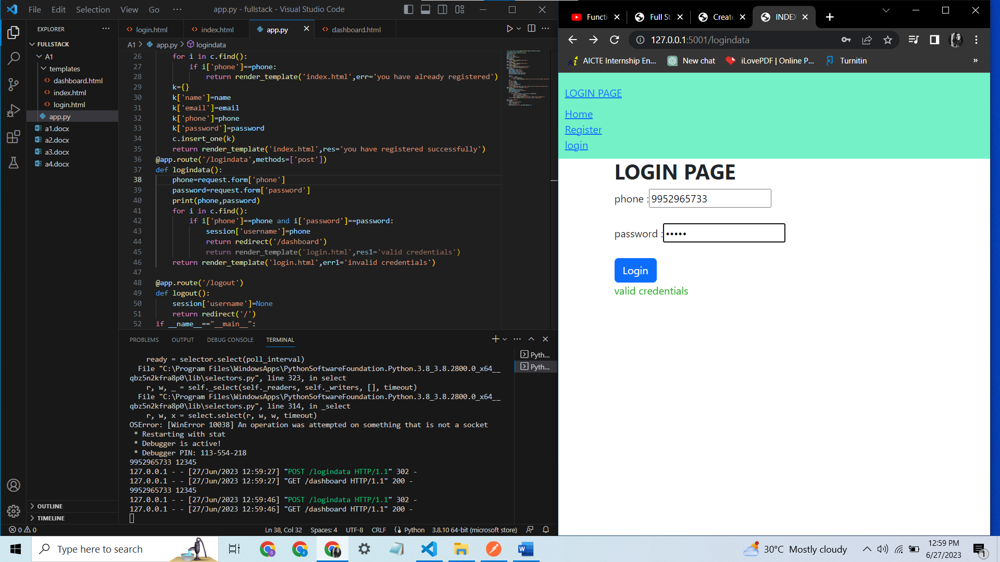 File Edit Selection View Go ··· app.py - fullstack - Visual Studio Code
EXPLORER ···
FULLSTACK
A1
templates
dashboard.html
index.html
login.html
app.py
a1.docx
a2.docx
a3.docx
a4.docx
OUTLINE
TIMELINE
login.html index.html app.py dashboard.html
A1 > app.py > logindata
26 for i in c.find():
27 if i['phone']==phone:
28 return render_template('index.html',err='you have already registered')
29 k={}
30 k['name']=name
31 k['email']=email
32 k['phone']=phone
33 k['password']=password
34 c.insert_one(k)
35 return render_template('index.html',res='you have registered successfully')
36 @app.route('/logindata',methods=['post'])
37 def logindata():
38 phone=request.form['phone']
39 password=request.form['password']
40 print(phone,password)
41 for i in c.find():
42 if i['phone']==phone and i['password']==password:
43 session['username']=phone
44 return redirect('/dashboard')
45 return render_template('login.html',res1='valid credentials')
46 return render_template('login.html',err1='invalid credentials')
47
48 @app.route('/logout')
49 def logout():
50 session['username']=None
51 return redirect('/')
52 if __name__=="__main__":
PROBLEMS OUTPUT DEBUG CONSOLE TERMINAL
ready = selector.select(poll_interval)
File "C:\Program Files\WindowsApps\PythonSoftwareFoundation.Python.3.8_3.8.2800.0_x64__
qbz5n2kfra8p0\lib\selectors.py", line 323, in select
r, w, _ = self._select(self._readers, self._writers, [], timeout)
File "C:\Program Files\WindowsApps\PythonSoftwareFoundation.Python.3.8_3.8.2800.0_x64__
qbz5n2kfra8p0\lib\selectors.py", line 314, in _select
r, w, x = select.select(r, w, w, timeout)
OSError: [WinError 10038] An operation was attempted on something that is not a socket
* Restarting with stat
* Debugger is active!
* Debugger PIN: 113-554-218
9952965733 12345
127.0.0.1 - - [27/Jun/2023 12:59:27] "POST /logindata HTTP/1.1" 302 -
127.0.0.1 - - [27/Jun/2023 12:59:27] "GET /dashboard HTTP/1.1" 200 -
9952965733 12345
127.0.0.1 - - [27/Jun/2023 12:59:46] "POST /logindata HTTP/1.1" 302 -
127.0.0.1 - - [27/Jun/2023 12:59:46] "GET /dashboard HTTP/1.1" 200 -
Pyth...
Pyth...
0 0 Ln 38, Col 32 Spaces: 4 UTF-8 CRLF Python 3.8.10 64-bit (microsoft store)
Functi Full St Create INDEX
127.0.0.1:5001/logindata
AICTE Internship En... New chat iLovePDF | Online P... Turnitin »
LOGIN PAGE
Home
Register
login
LOGIN PAGE
phone :9952965733
password :•••••
Login
valid credentials
Type here to search
30°C Mostly cloudy
12:59 PM
6/27/2023
1